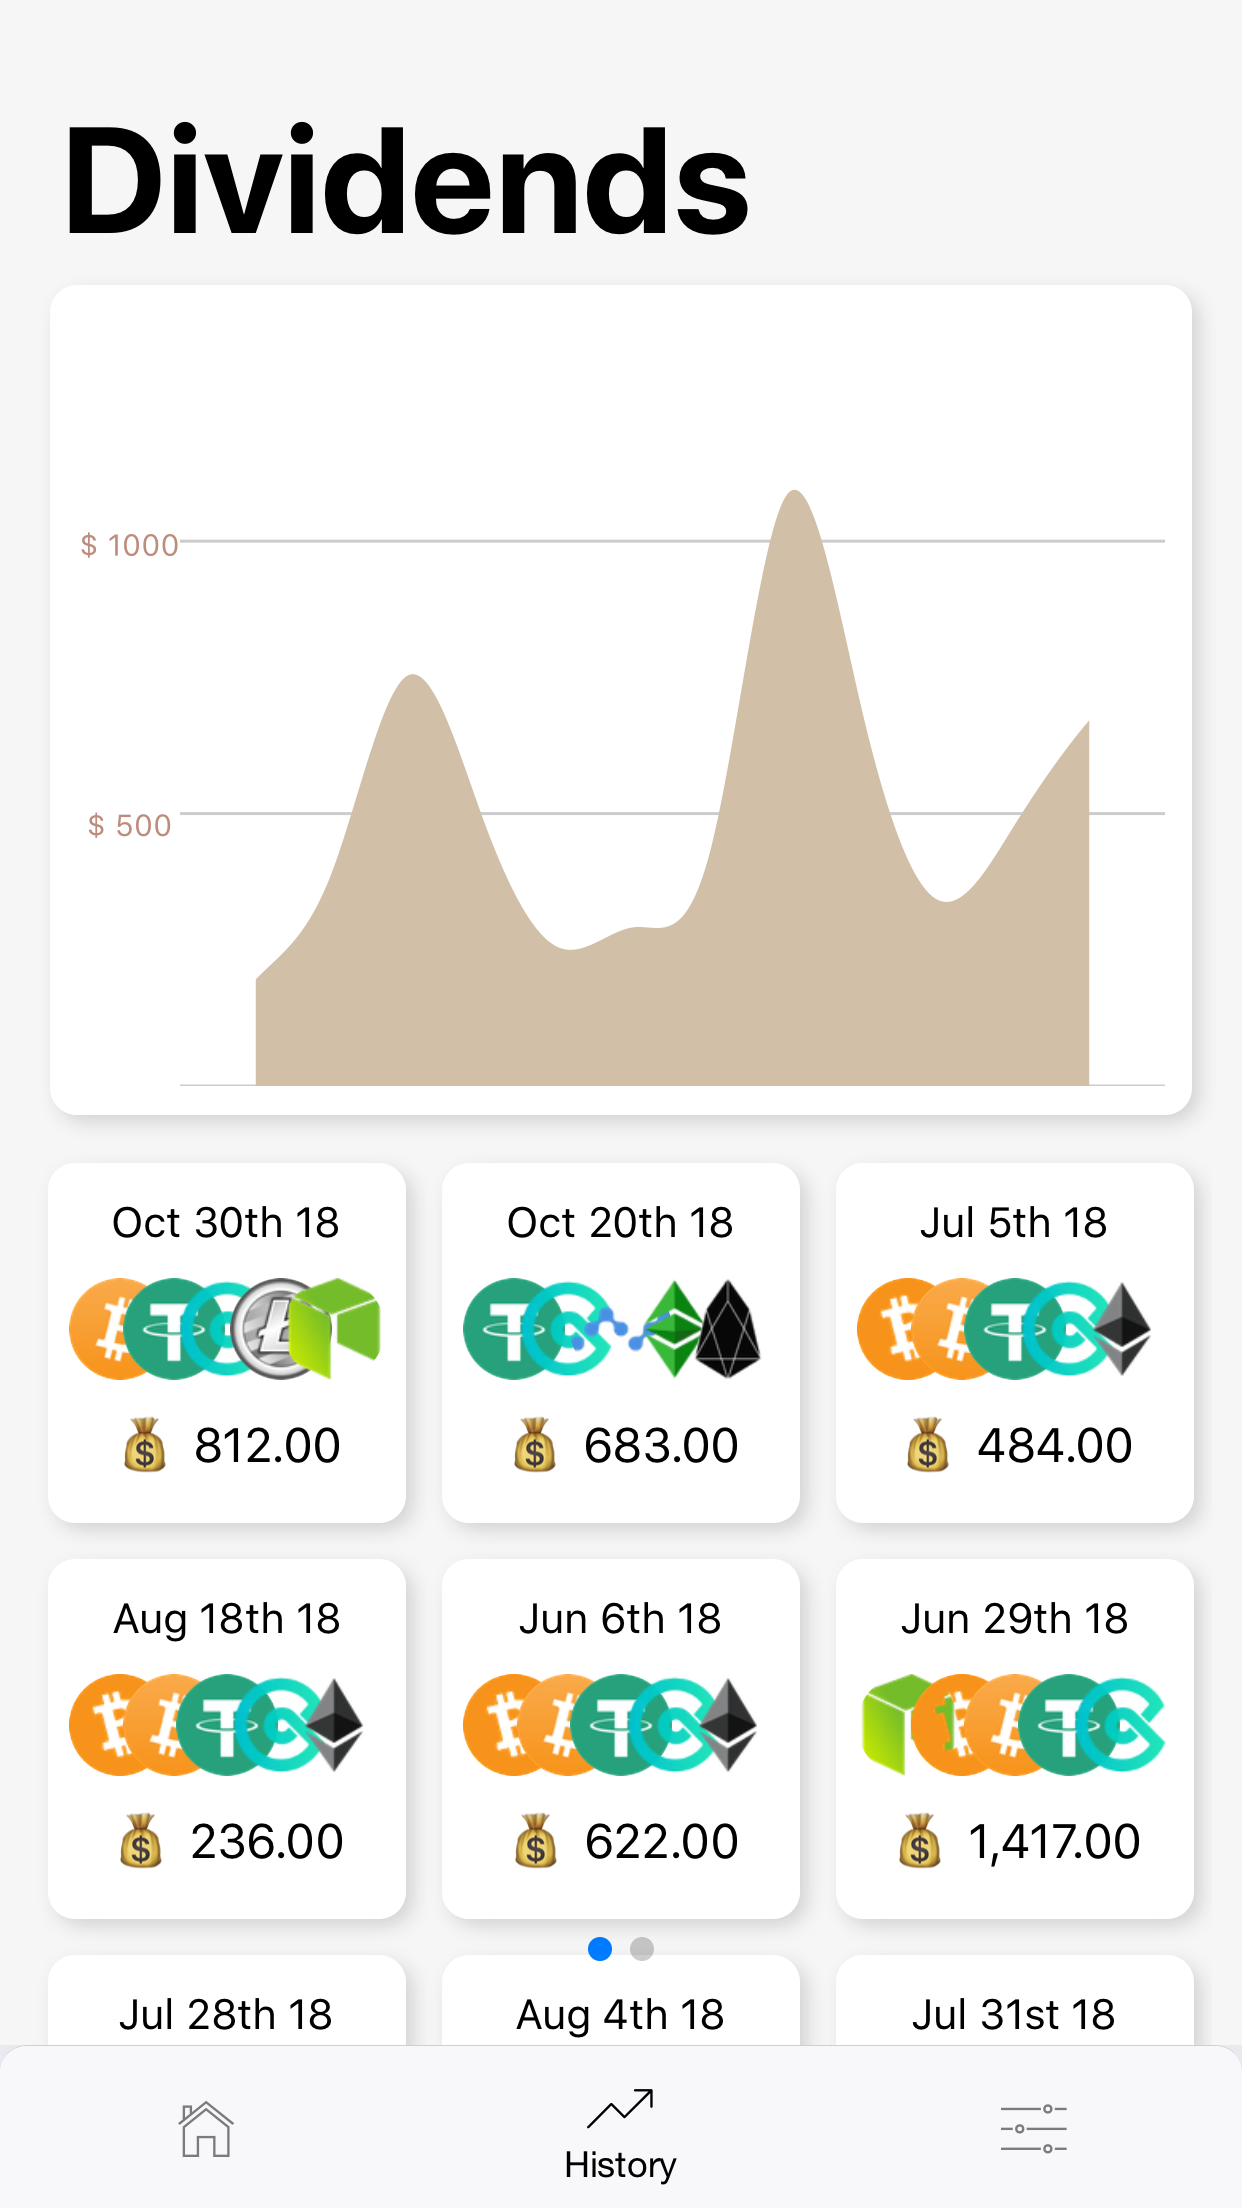 Dividends
$ 1000
$ 500
Oct 30th 18
Oct 20th 18
Jul 5th 18
812.00
683.00
484.00
Aug 18th 18
Jun 6th 18
Jun 29th 18
236.00
622.00
1,417.00
Jul 28th 18
Aug 4th 18
Jul 31st 18
History